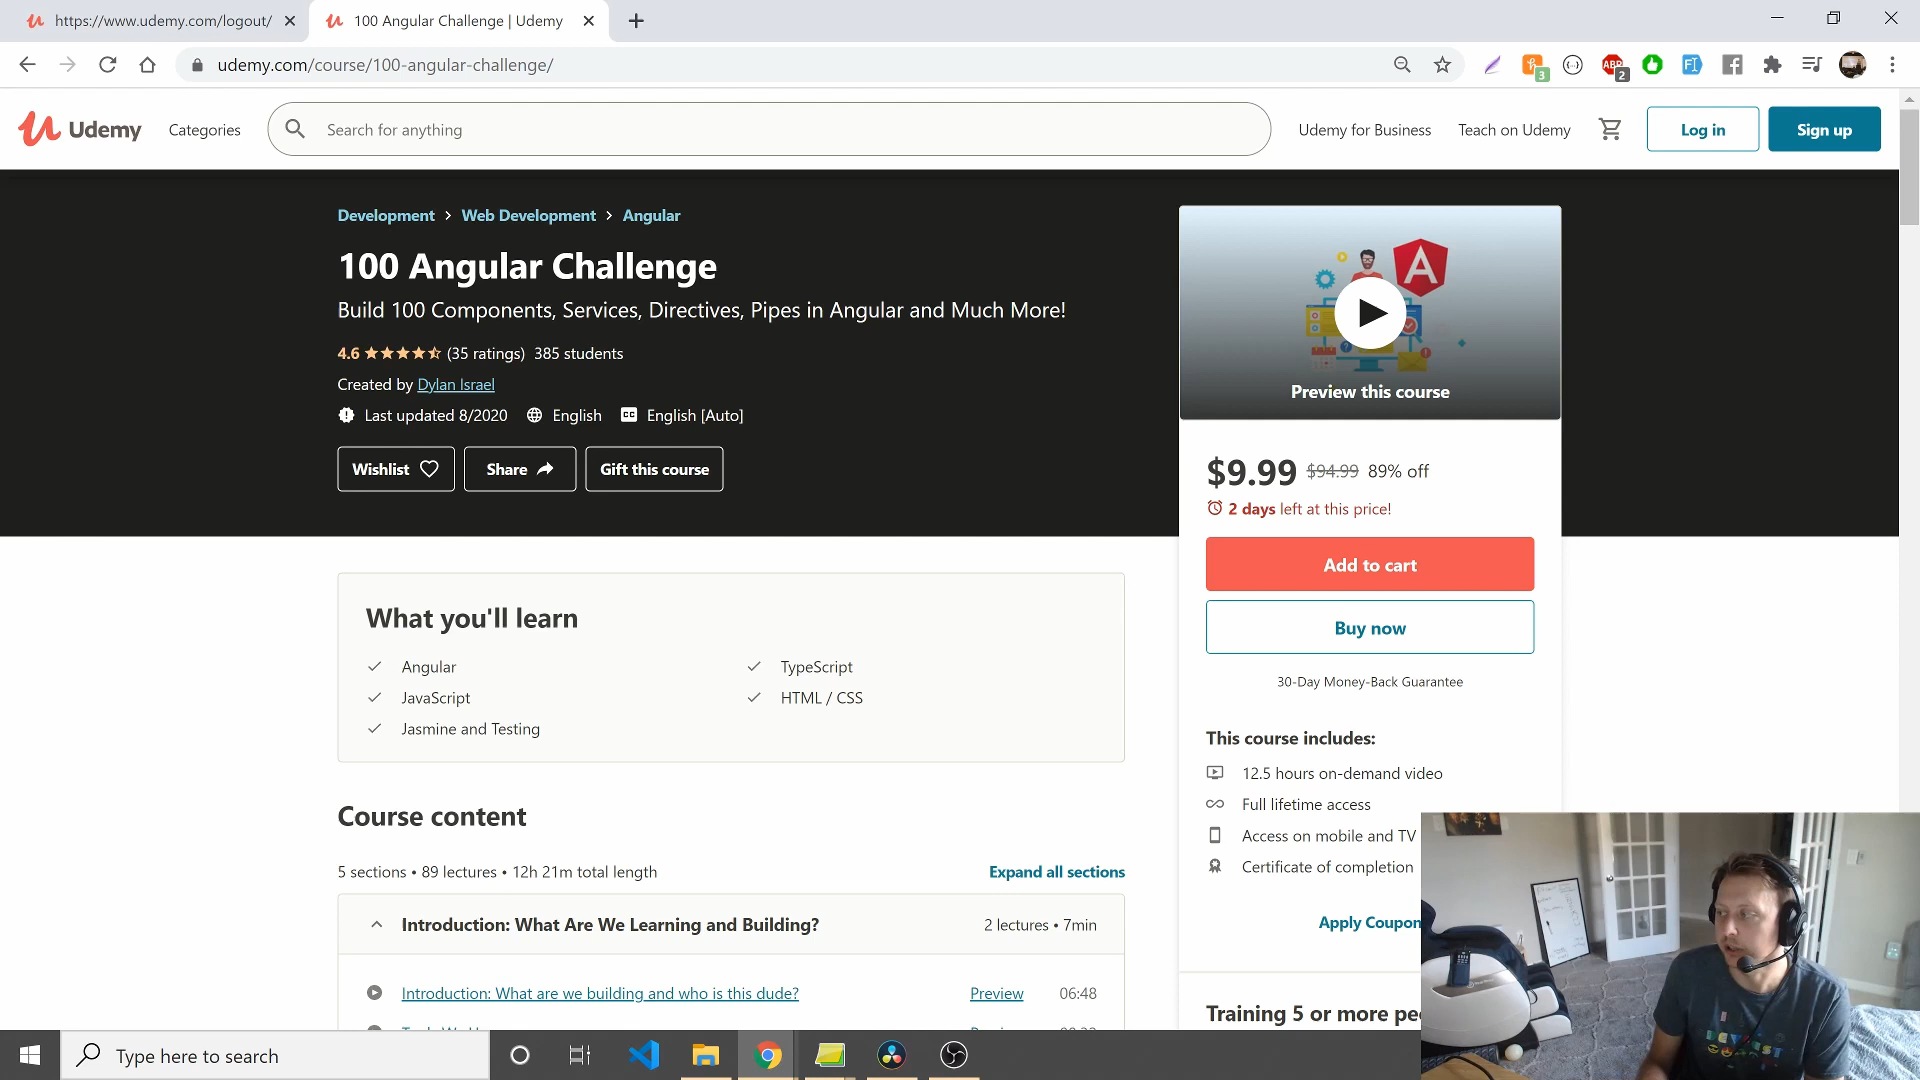 https://www.udemy.com/logout/
100 Angular Challenge | Udemy
udemy.com/course/100-angular-challenge/
3
ABP
2
Udemy
Categories
Search for anything
Udemy for Business
Teach on Udemy
Log in
Sign up
Development > Web Development > Angular
100 Angular Challenge
Build 100 Components, Services, Directives, Pipes in Angular and Much More!
4.6 (35 ratings) 385 students
Created by Dylan Israel
Last updated 8/2020 English English [Auto]
Wishlist
Share
Gift this course
Preview this course
$9.99 $94.99 89% off
2 days left at this price!
Add to cart
Buy now
30-Day Money-Back Guarantee
This course includes:
12.5 hours on-demand video
Full lifetime access
Access on mobile and TV
Certificate of completion
Apply Coupon
Training 5 or more
What you'll learn
Angular
TypeScript
JavaScript
HTML / CSS
Jasmine and Testing
Course content
5 sections • 89 lectures • 12h 21m total length
Expand all sections
Introduction: What Are We Learning and Building?
2 lectures • 7min
Introduction: What are we building and who is this dude?
Preview
06:48
Type here to search